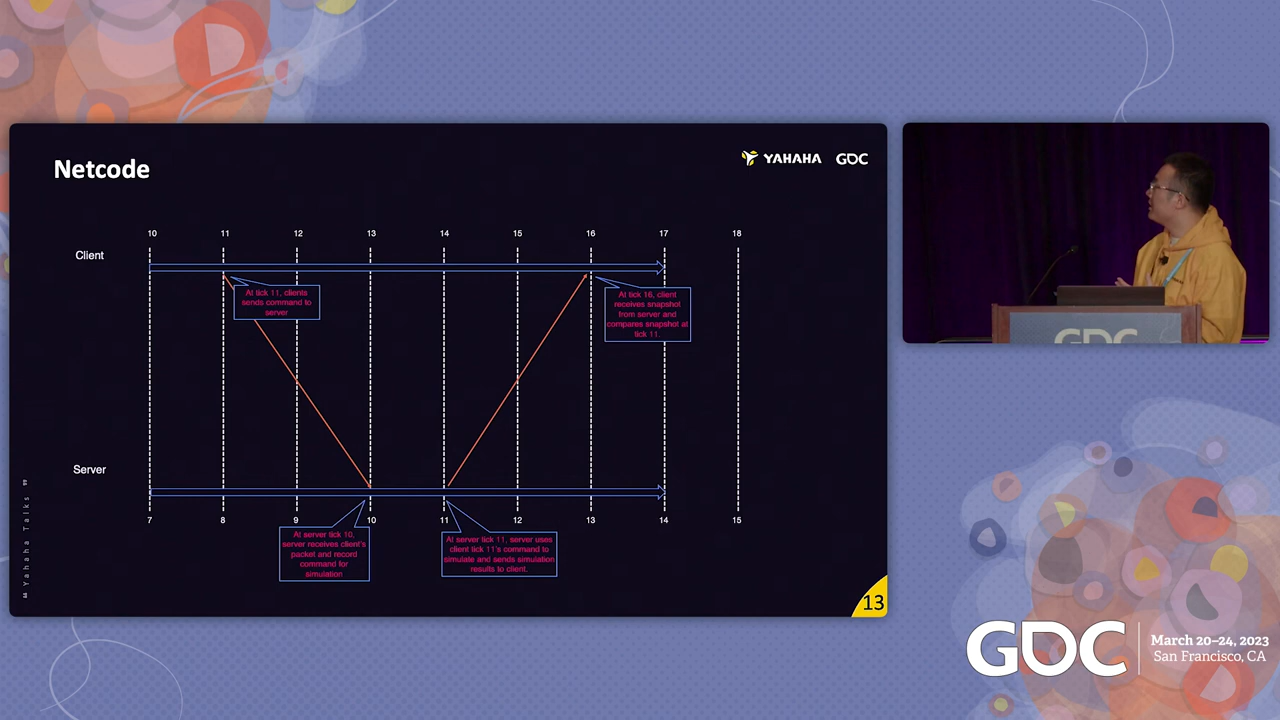 Netcode
YAHAHA GDC
10 11 12 13 14 15 16 17 18
Client
At tick 11, clients
sends command to
server
At tick 16, client
receives snapshot
from server and
compares snapshot at
tick 11.
Server
7 8 9 10 11 12 13 14 15
At server tick 10,
server receives client's
packet and record
command for
simulation
At server tick 11, server uses
client tick 11's command to
simulate and sends simulation
results to client.
Yahaha Talks
13
GDC
GDC
March 20–24, 2023
San Francisco, CA